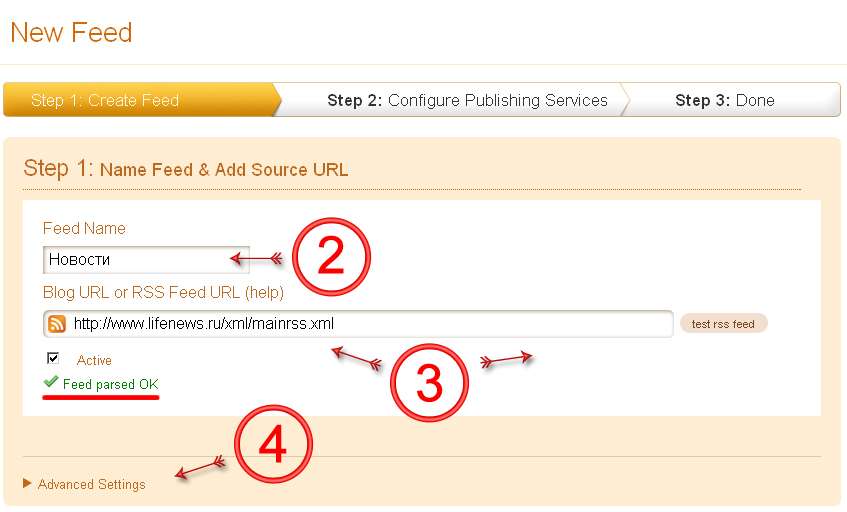 New Feed
Step 1: Create Feed
Step 2: Configure Publishing Services
Step 3: Done
Step 1: Name Feed & Add Source URL
Feed Name
Новости
2
Blog URL or RSS Feed URL (help)
http://www.lifenews.ru/xml/mainrss.xml
test rss feed
Active
3
Feed parsed OK
4
Advanced Settings